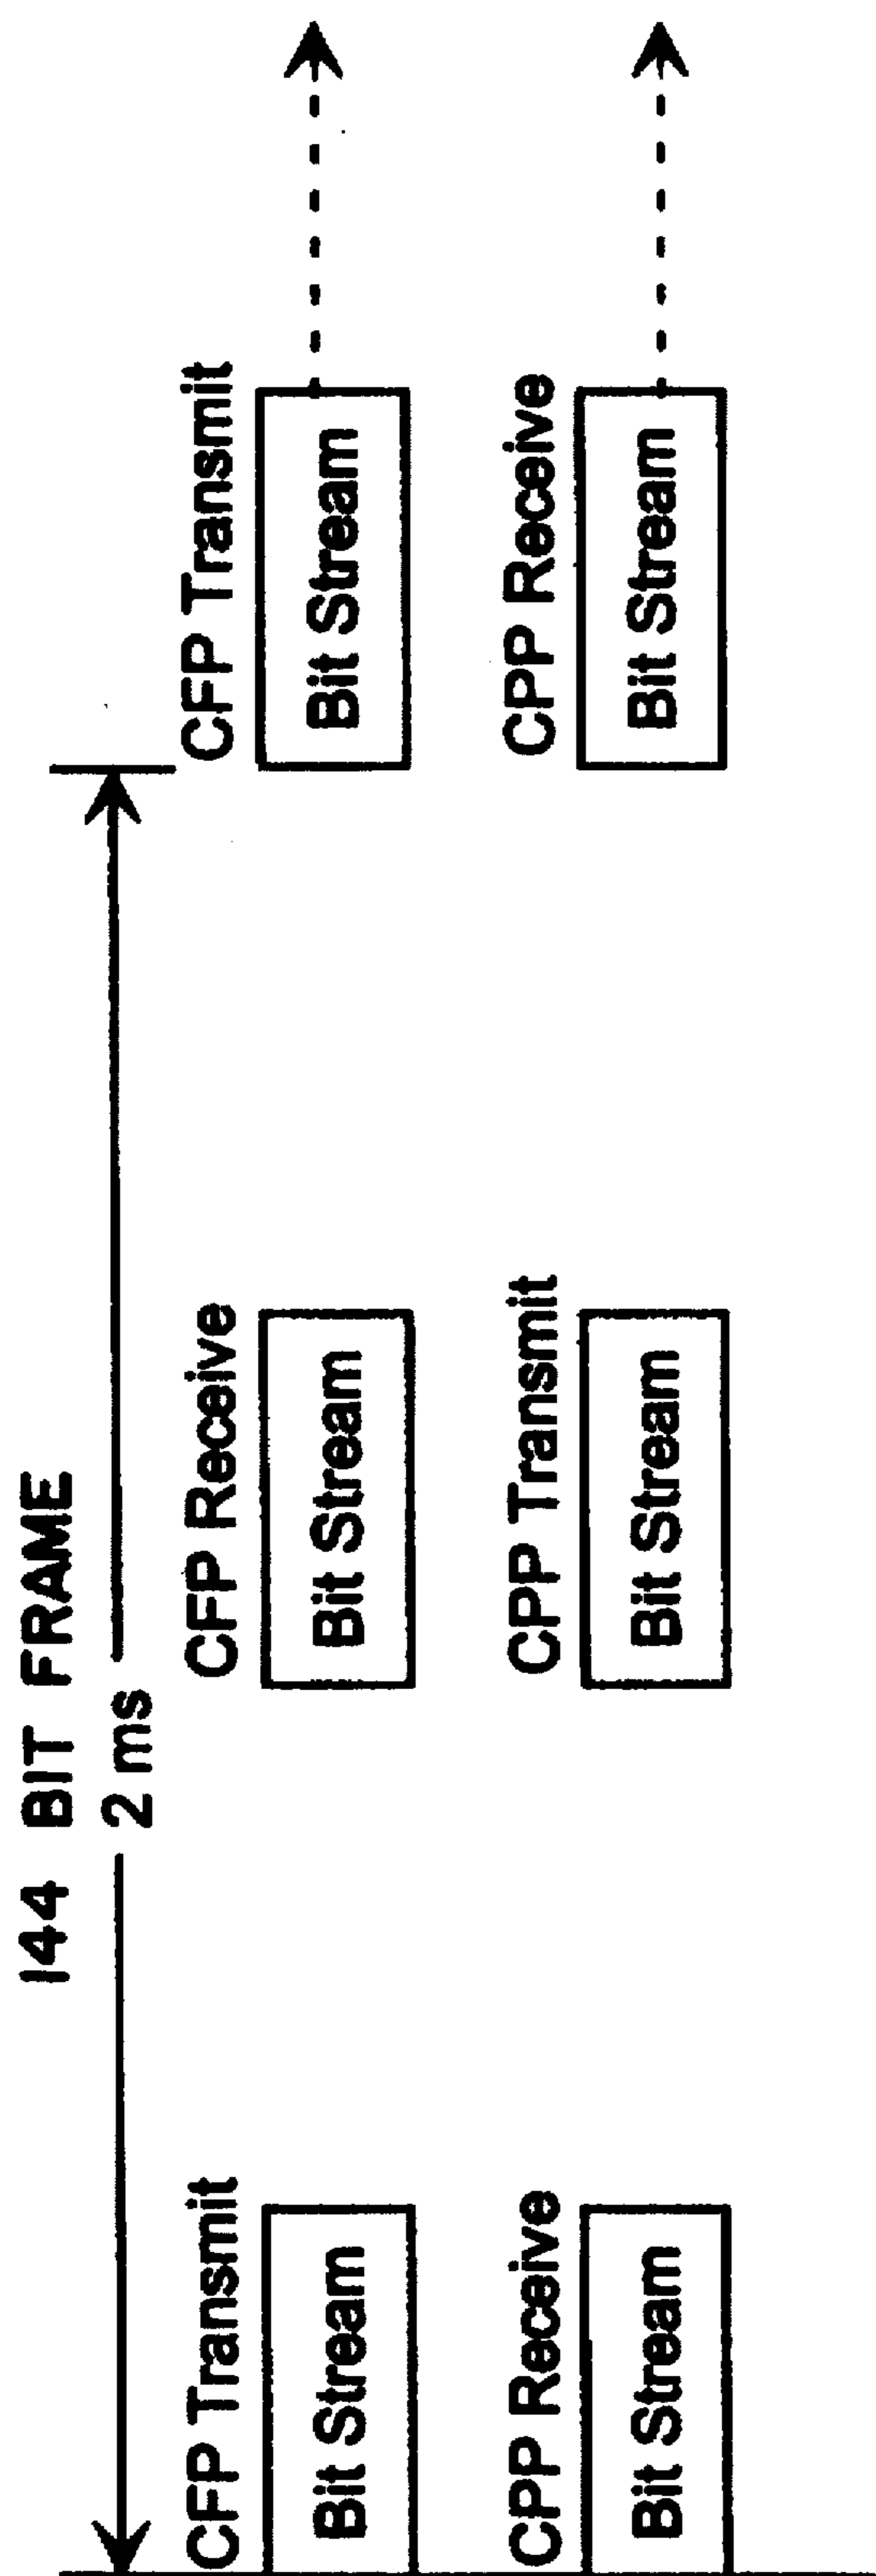 144 BIT FRAME
2 ms
CFP Transmit
CFP Receive
CFP Transmit
Bit Stream
Bit Stream
Bit Stream
CPP Receive
CPP Transmit
CPP Receive
Bit Stream
Bit Stream
Bit Stream